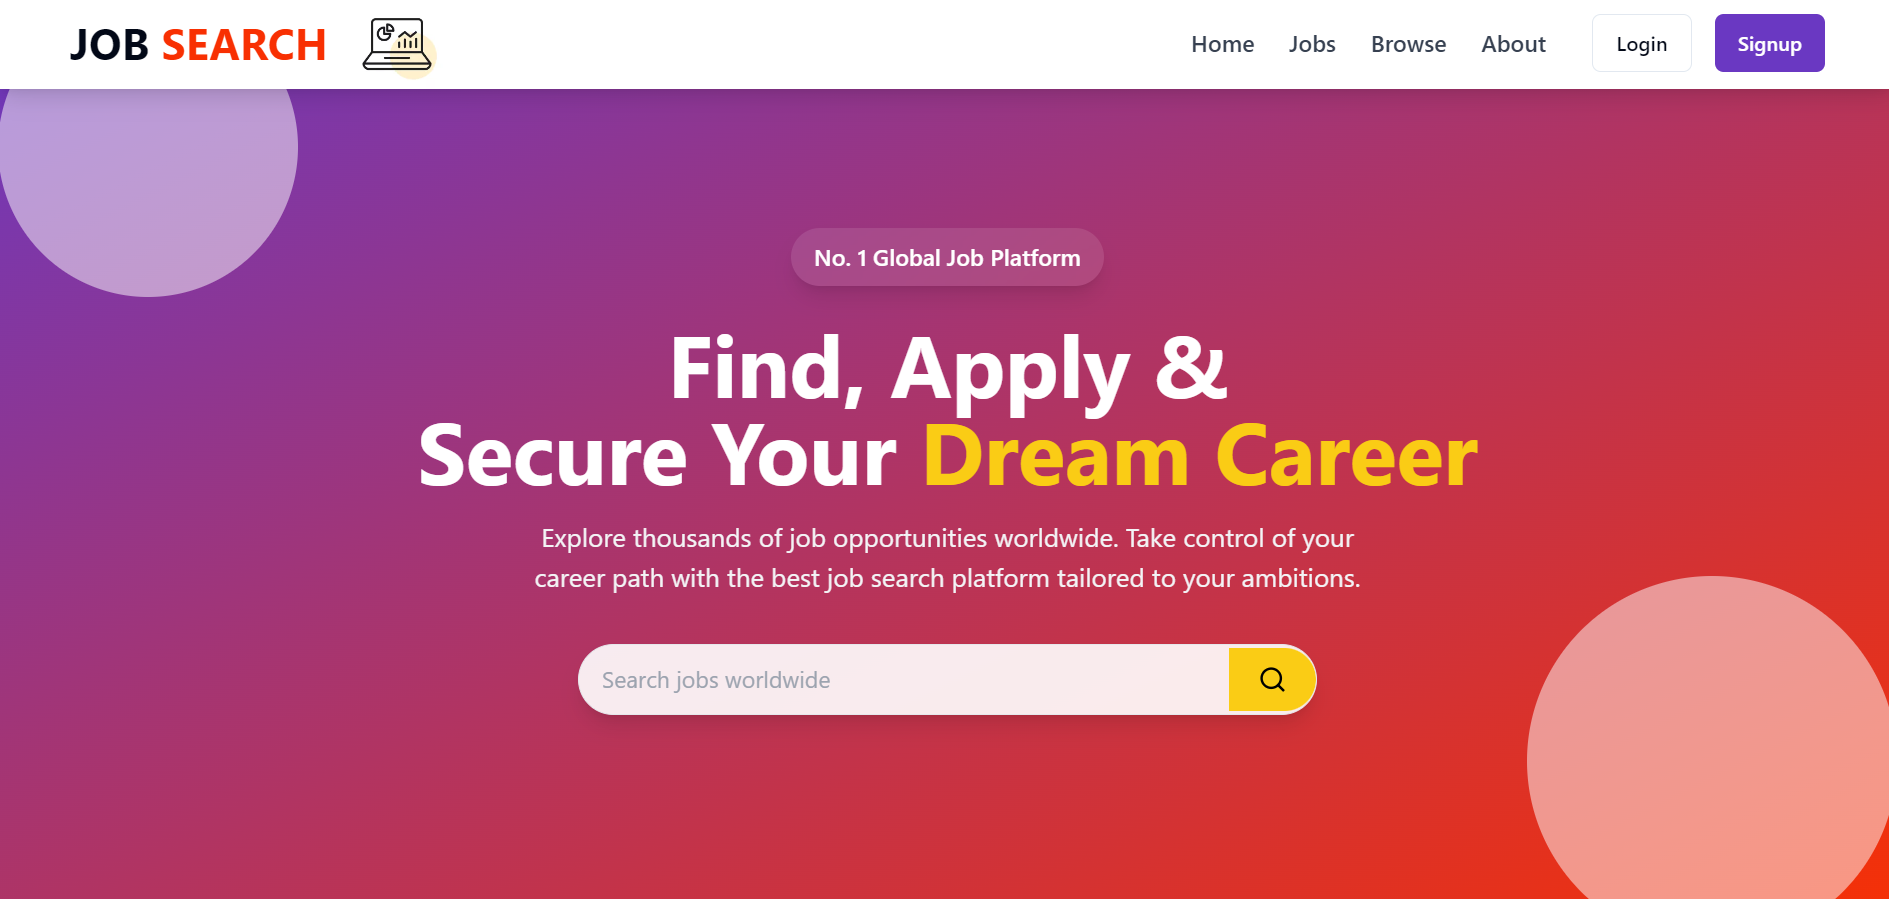 JOB SEARCH
Home
Jobs
Browse
About
Login
Signup
No. 1 Global Job Platform
Find, Apply &
Secure Your Dream Career
Explore thousands of job opportunities worldwide. Take control of your
career path with the best job search platform tailored to your ambitions.
Search jobs worldwide